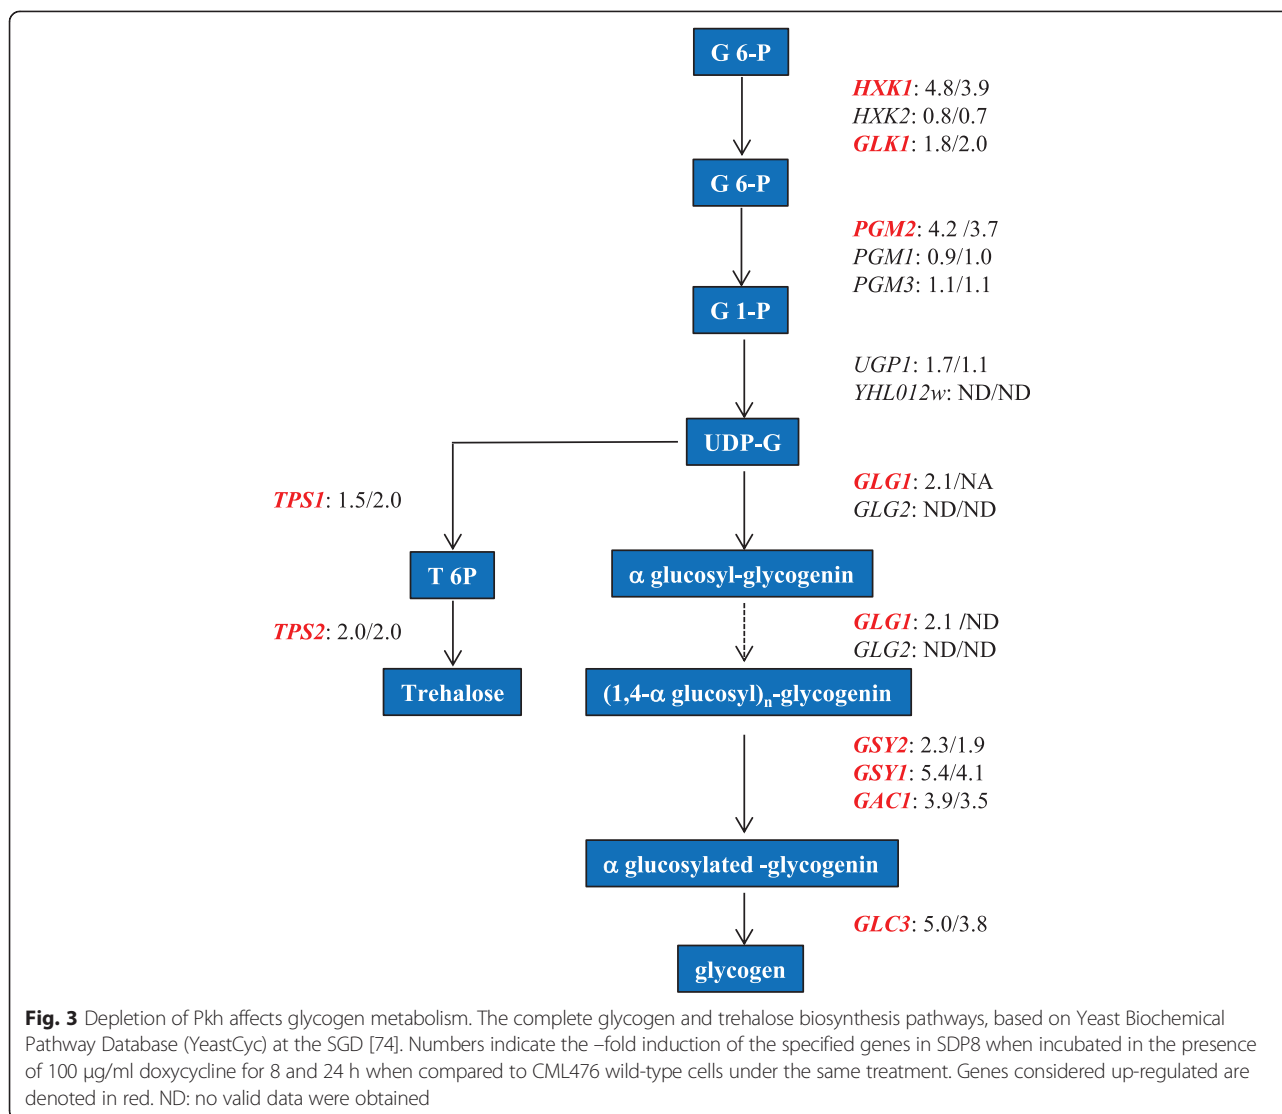 G 6-P
HXK1: 4.8/3.9
HXK2: 0.8/0.7
GLK1: 1.8/2.0
G 6-P
PGM2: 4.2 /3.7
PGM1: 0.9/1.0
PGM3: 1.1/1.1
G 1-P
UGP1: 1.7/1.1
YHL012w: ND/ND
UDP-G
GLG1: 2.1/NA
GLG2: ND/ND
TPS1: 1.5/2.0
T 6P
α glucosyl-glycogenin
TPS2: 2.0/2.0
GLG1: 2.1 /ND
GLG2: ND/ND
Trehalose
(1,4-α glucosyl)n-glycogenin
GSY2: 2.3/1.9
GSY1: 5.4/4.1
GAC1: 3.9/3.5
α glucosylated -glycogenin
GLC3: 5.0/3.8
glycogen
Fig. 3 Depletion of Pkh affects glycogen metabolism. The complete glycogen and trehalose biosynthesis pathways, based on Yeast Biochemical
Pathway Database (YeastCyc) at the SGD [74]. Numbers indicate the –fold induction of the specified genes in SDP8 when incubated in the presence
of 100 μg/ml doxycycline for 8 and 24 h when compared to CML476 wild-type cells under the same treatment. Genes considered up-regulated are
denoted in red. ND: no valid data were obtained